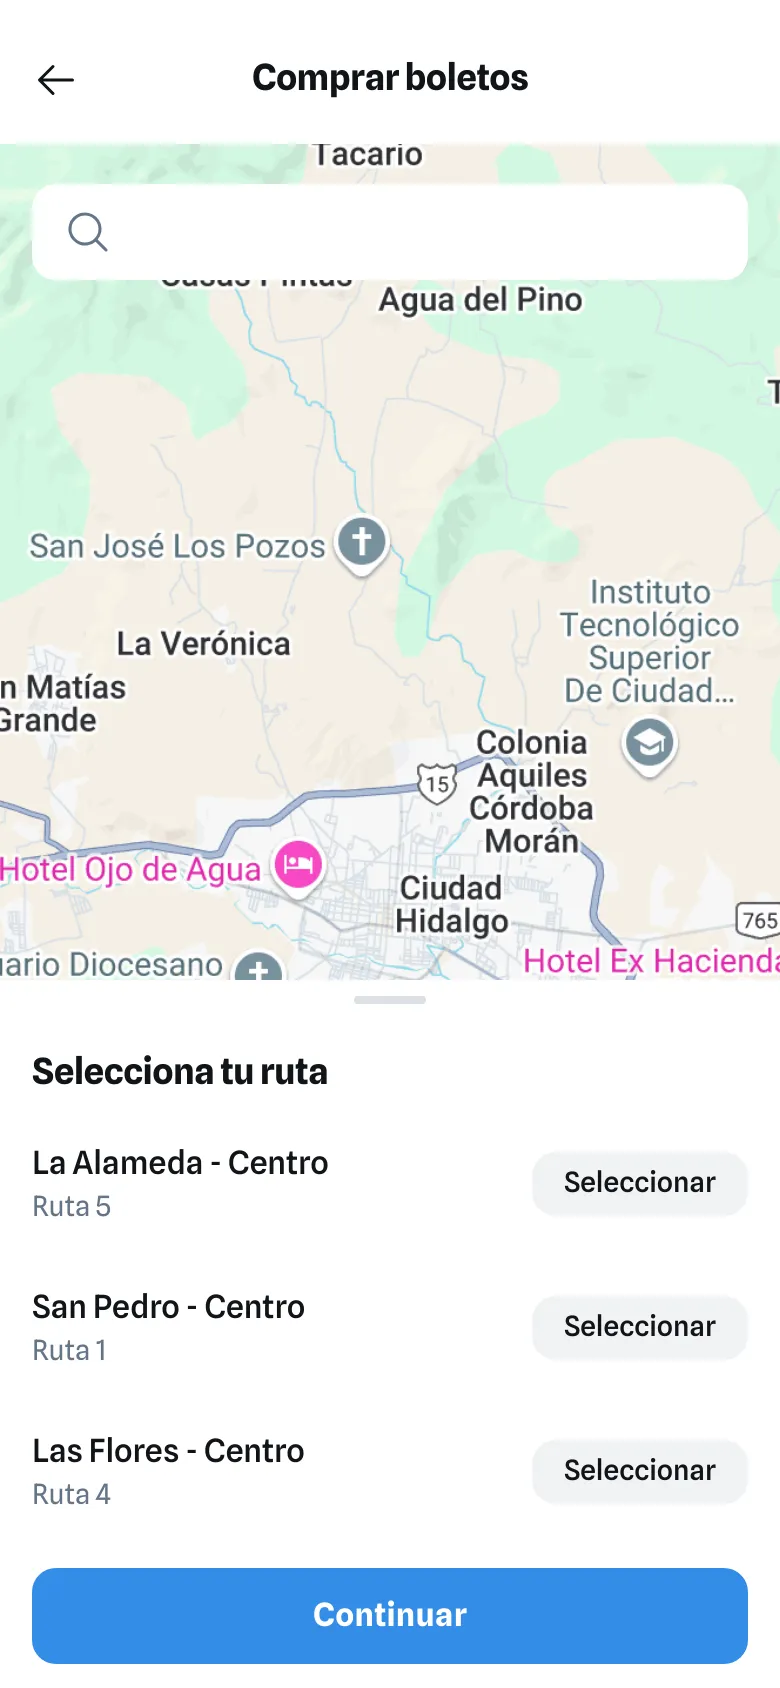 Comprar boletos
Tacario
Casas Pintas
Agua del Pino
T
San José Los Pozos
Instituto
Tecnológico
Superior
De Ciudad...
La Verónica
n Matías
Grande
Colonia
Aquiles
Córdoba
Morán
15
Hotel Ojo de Agua
Ciudad
Hidalgo
765
uario Diocesano
Hotel Ex Hacienda
Selecciona tu ruta
La Alameda - Centro
Ruta 5
Seleccionar
San Pedro - Centro
Ruta 1
Seleccionar
Las Flores - Centro
Ruta 4
Seleccionar
Continuar